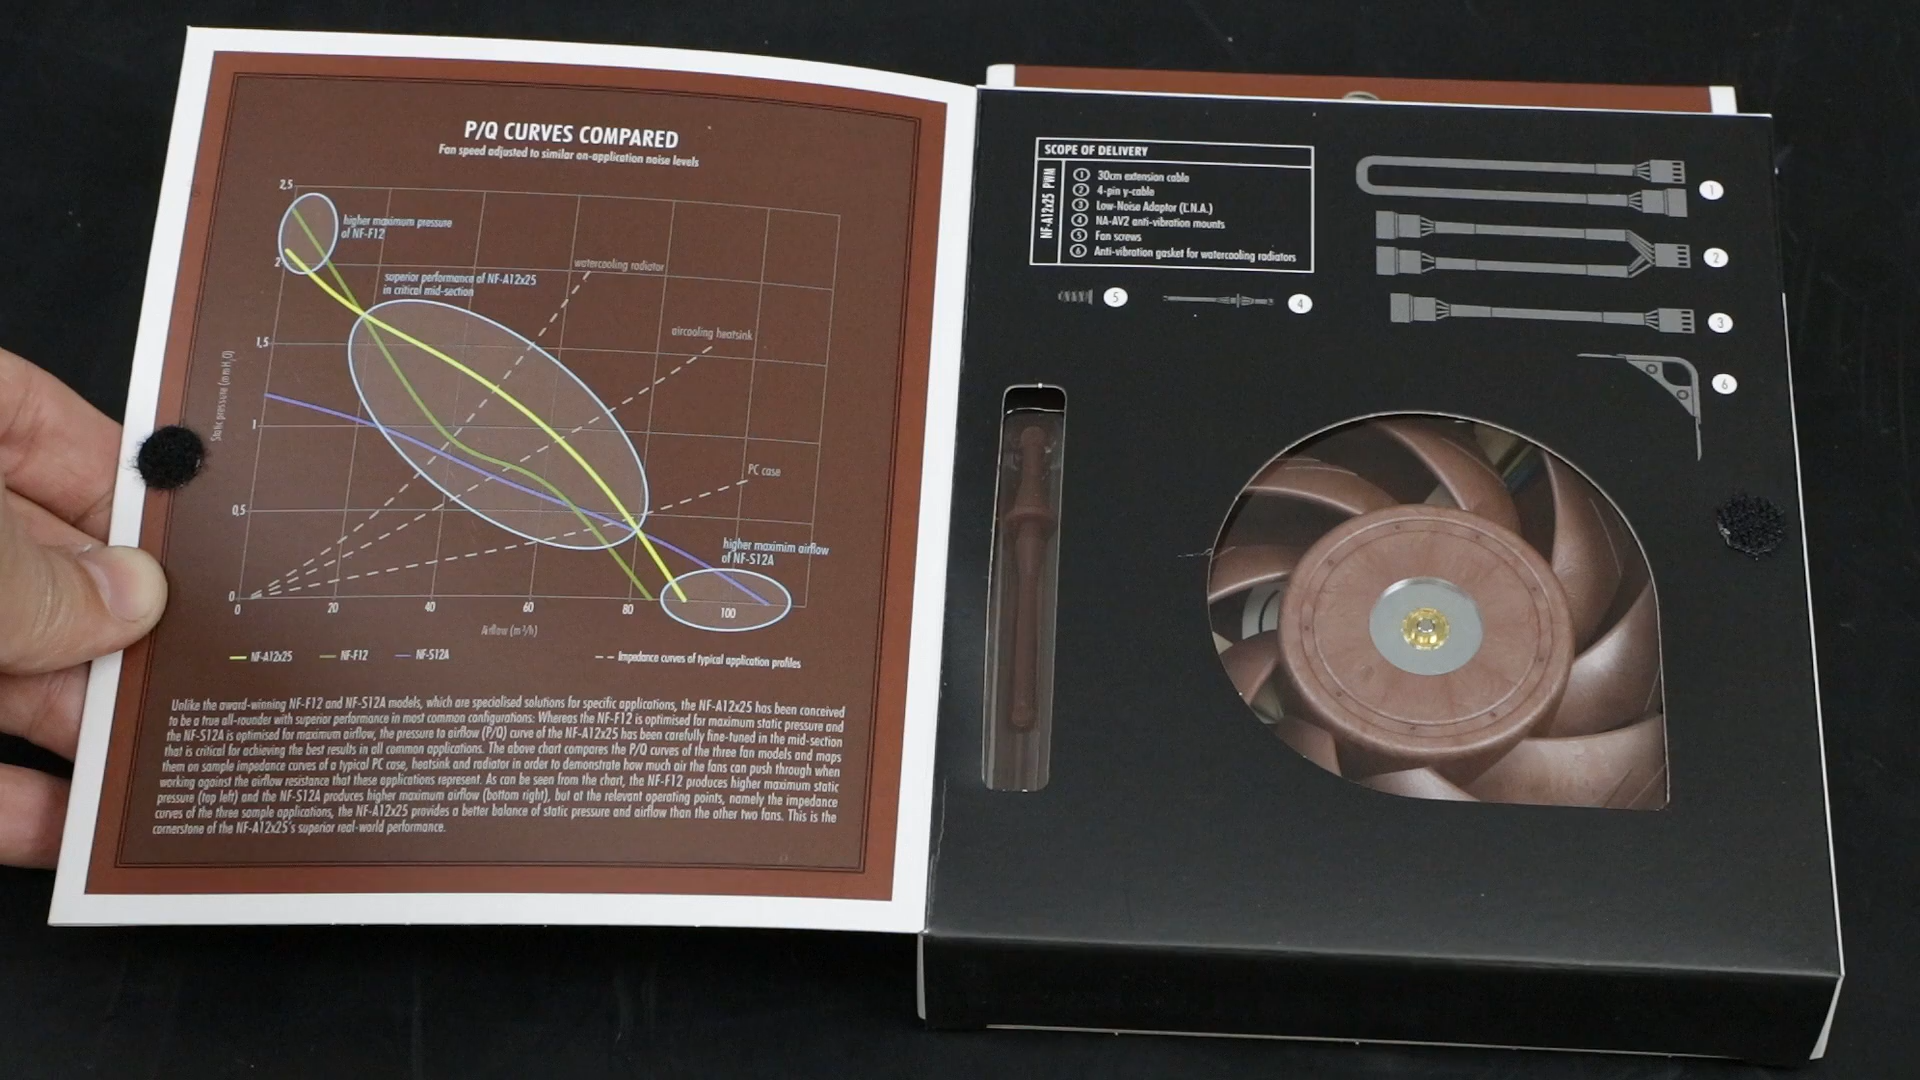 P/Q CURVES COMPARED
Fan speed adjusted to similar on-application noise levels
2,5
higher maximum pressure
of NF-F12
2
watercooling radiator
superior performance of NF-A12x25
in critical mid-section
aircooling heatsink
1,5
Static pressure (mm H₂O)
1
PC case
0,5
higher maximim airflow
of NF-S12A
0
0 20 40 60 80 100
Airflow (m³/h)
NF-A12x25 NF-F12 NF-S12A Impedance curves of typical application profiles
Unlike the award-winning NF-F12 and NF-S12A models, which are specialised solutions for specific applications, the NF-A12x25 has been conceived
to be a true all-rounder with superior performance in most common configurations: Whereas the NF-F12 is optimised for maximum static pressure and
the NF-S12A is optimised for maximum airflow, the pressure to airflow (P/Q) curve of the NF-A12x25 has been carefully fine-tuned in the mid-section
that is critical for achieving the best results in all common applications. The above chart compares the P/Q curves of the three fan models and maps
them on sample impedance curves of a typical PC case, heatsink and radiator in order to demonstrate how much air the fans can push through when
working against the airflow resistance that these applications represent. As can be seen from the chart, the NF-F12 produces higher maximum static
pressure (top left) and the NF-S12A produces higher maximum airflow (bottom right), but at the relevant operating points, namely the impedance
curves of the three sample applications, the NF-A12x25 provides a better balance of static pressure and airflow than the other two fans. This is the
cornerstone of the NF-A12x25's superior real-world performance.
SCOPE OF DELIVERY
NF-A12x25 PWM
1 30cm extension cable
2 4-pin y-cable
3 Low-Noise Adaptor (L.N.A.)
4 NA-AV2 anti-vibration mounts
5 Fan screws
6 Anti-vibration gasket for watercooling radiators
1
2
5
4
3
6